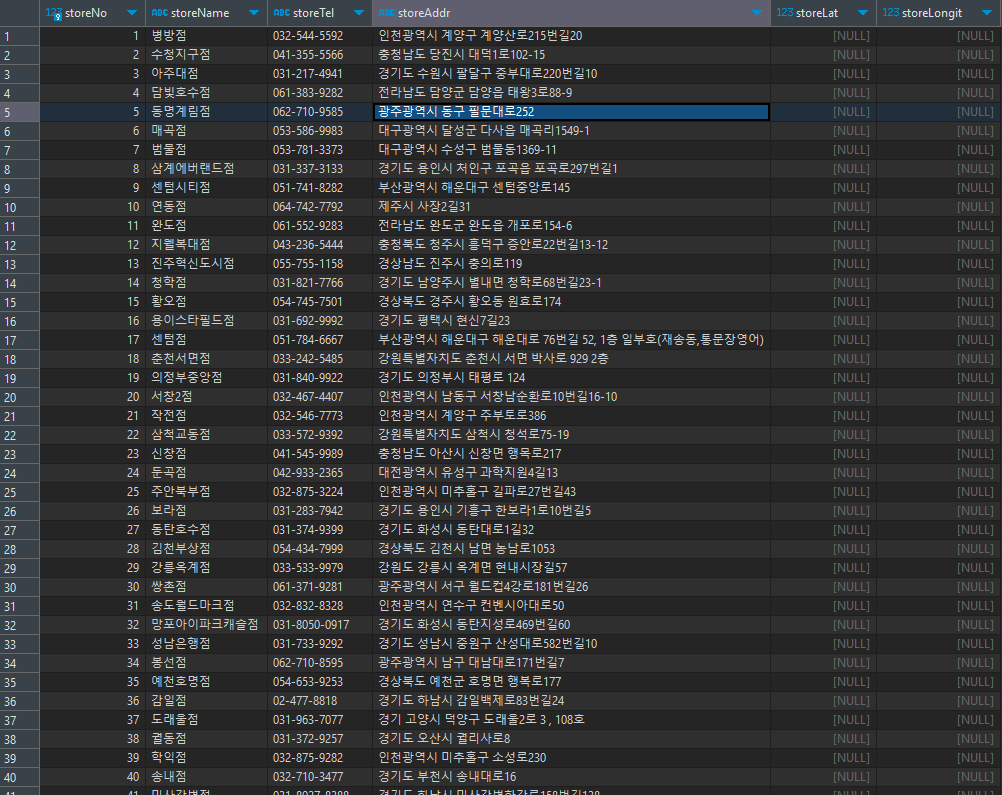 123 storeNo ABC storeName ABC storeTel ABC storeAddr 123 storeLat 123 storeLongit
1 1 병방점 032-544-5592 인천광역시 계양구 계양산로215번길20 [NULL] [NULL]
2 2 수청지구점 041-355-5566 충청남도 당진시 대덕1로102-15 [NULL] [NULL]
3 3 아주대점 031-217-4941 경기도 수원시 팔달구 중부대로220번길10 [NULL] [NULL]
4 4 담빛호수점 061-383-9282 전라남도 담양군 담양읍 태왕3로88-9 [NULL] [NULL]
5 5 동명계림점 062-710-9585 광주광역시 동구 필문대로252 [NULL] [NULL]
6 6 매곡점 053-586-9983 대구광역시 달성군 다사읍 매곡리1549-1 [NULL] [NULL]
7 7 범물점 053-781-3373 대구광역시 수성구 범물동1369-11 [NULL] [NULL]
8 8 삼계에버랜드점 031-337-3133 경기도 용인시 처인구 포곡읍 포곡로297번길1 [NULL] [NULL]
9 9 센텀시티점 051-741-8282 부산광역시 해운대구 센텀중앙로145 [NULL] [NULL]
10 10 연동점 064-742-7792 제주시 사장2길31 [NULL] [NULL]
11 11 완도점 061-552-9283 전라남도 완도군 완도읍 개포로154-6 [NULL] [NULL]
12 12 지웰복대점 043-236-5444 충청북도 청주시 흥덕구 증안로22번길13-12 [NULL] [NULL]
13 13 진주혁신도시점 055-755-1158 경상남도 진주시 충의로119 [NULL] [NULL]
14 14 청학점 031-821-7766 경기도 남양주시 별내면 청학로68번길23-1 [NULL] [NULL]
15 15 황오점 054-745-7501 경상북도 경주시 황오동 원효로174 [NULL] [NULL]
16 16 용이스타필드점 031-692-9992 경기도 평택시 현신7길23 [NULL] [NULL]
17 17 센텀점 051-784-6667 부산광역시 해운대구 해운대로 76번길 52, 1층 일부호(재송동,통문장영어) [NULL] [NULL]
18 18 춘천서면점 033-242-5485 강원특별자치도 춘천시 서면 박사로 929 2층 [NULL] [NULL]
19 19 의정부중앙점 031-840-9922 경기도 의정부시 태평로 124 [NULL] [NULL]
20 20 서창2점 032-467-4407 인천광역시 남동구 서창남순환로10번길16-10 [NULL] [NULL]
21 21 작전점 032-546-7773 인천광역시 계양구 주부토로386 [NULL] [NULL]
22 22 삼척교동점 033-572-9392 강원특별자치도 삼척시 청석로75-19 [NULL] [NULL]
23 23 신창점 041-545-9989 충청남도 아산시 신창면 행목로217 [NULL] [NULL]
24 24 둔곡점 042-933-2365 대전광역시 유성구 과학지원4길13 [NULL] [NULL]
25 25 주안북부점 032-875-3224 인천광역시 미추홀구 길파로27번길43 [NULL] [NULL]
26 26 보라점 031-283-7942 경기도 용인시 기흥구 한보라1로10번길5 [NULL] [NULL]
27 27 동탄호수점 031-374-9399 경기도 화성시 동탄대로1길32 [NULL] [NULL]
28 28 김천부상점 054-434-7999 경상북도 김천시 남면 농남로1053 [NULL] [NULL]
29 29 강릉옥계점 033-533-9979 강원도 강릉시 옥계면 현내시장길57 [NULL] [NULL]
30 30 쌍촌점 061-371-9281 광주광역시 서구 월드컵4강로181번길26 [NULL] [NULL]
31 31 송도월드마크점 032-832-8328 인천광역시 연수구 컨벤시아대로50 [NULL] [NULL]
32 32 망포아이파크캐슬점 031-8050-0917 경기도 화성시 동탄지성로469번길60 [NULL] [NULL]
33 33 성남은행점 031-733-9292 경기도 성남시 중원구 산성대로582번길10 [NULL] [NULL]
34 34 봉선점 062-710-8595 광주광역시 남구 대남대로171번길7 [NULL] [NULL]
35 35 예천호명점 054-653-9253 경상북도 예천군 호명면 행복로177 [NULL] [NULL]
36 36 감일점 02-477-8818 경기도 하남시 감일백제로83번길24 [NULL] [NULL]
37 37 도래울점 031-963-7077 경기 고양시 덕양구 도래울2로 3 , 108호 [NULL] [NULL]
38 38 궐동점 031-372-9257 경기도 오산시 궐리사로8 [NULL] [NULL]
39 39 학익점 032-875-9282 인천광역시 미추홀구 소성로230 [NULL] [NULL]
40 40 송내점 032-710-3477 경기도 부천시 송내대로16 [NULL] [NULL]